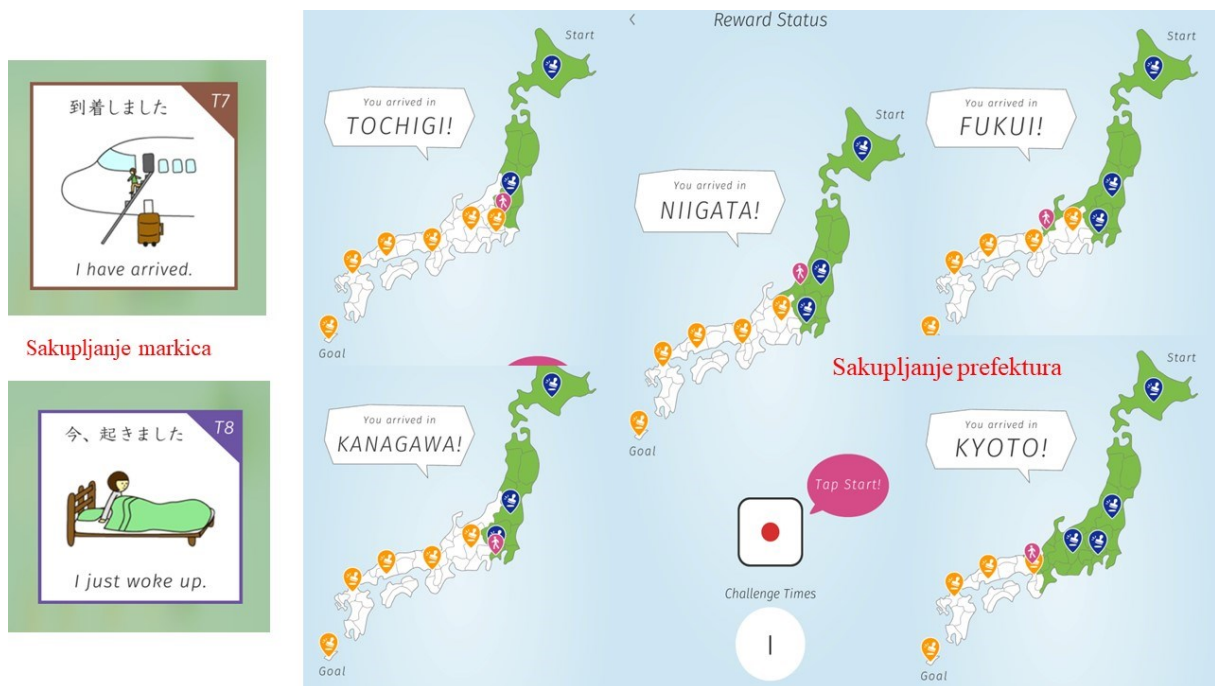 到着しました
T7
I have arrived.
Sakupljanje markica
今、起きました
T8
I just woke up.
Start
You arrived in
TOCHIGI!
Goal
You arrived in
KANAGAWA!
Goal
Reward Status
Start
You arrived in
NIIGATA!
Goal
Tap Start!
Challenge Times
1
Start
You arrived in
FUKUI!
Sakupljanje prefektura
Start
You arrived in
KYOTO!
Goal